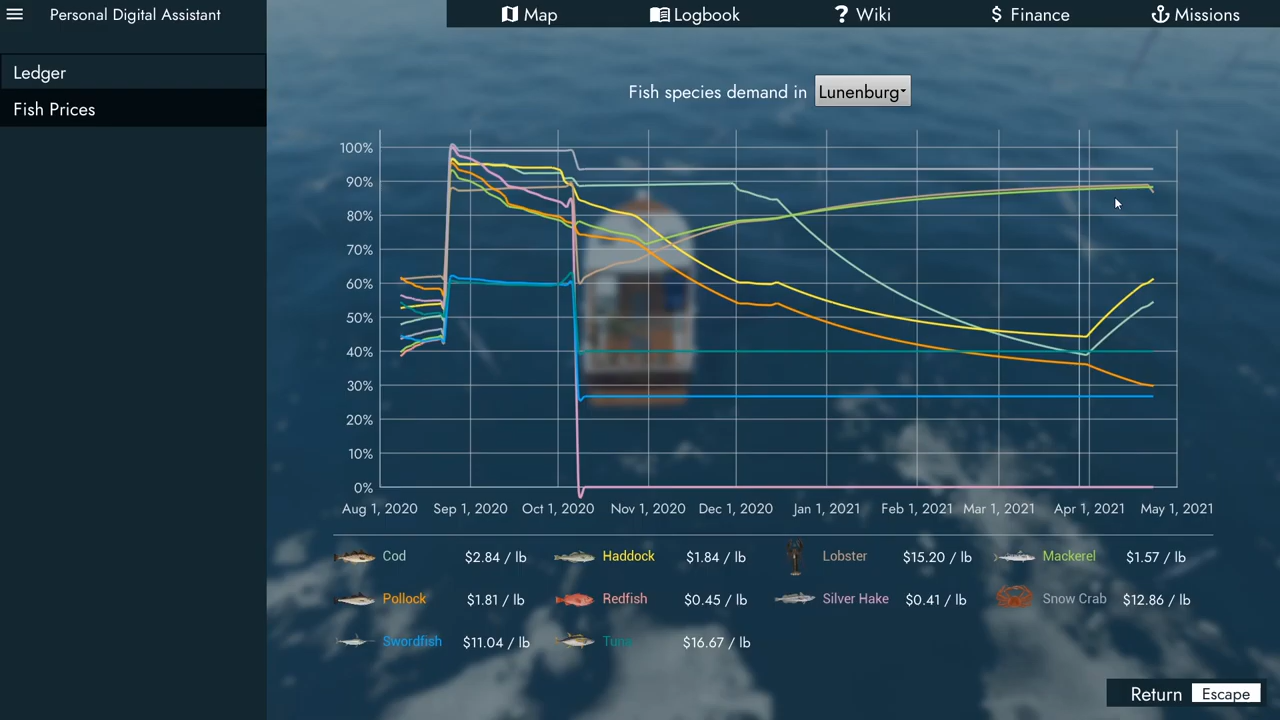 Personal Digital Assistant
Map
Logbook
? Wiki
$ Finance
Missions
Ledger
Fish Prices
Fish species demand in Lunenburg
100%
90%
80%
70%
60%
50%
40%
30%
20%
10%
0%
Aug 1, 2020 Sep 1, 2020 Oct 1, 2020 Nov 1, 2020 Dec 1, 2020 Jan 1, 2021 Feb 1, 2021 Mar 1, 2021 Apr 1, 2021 May 1, 2021
Cod $2.84 / lb Haddock $1.84 / lb Lobster $15.20 / lb Mackerel $1.57 / lb
Pollock $1.81 / lb Redfish $0.45 / lb Silver Hake $0.41 / lb Snow Crab $12.86 / lb
Swordfish $11.04 / lb Tuna $16.67 / lb
Return Escape